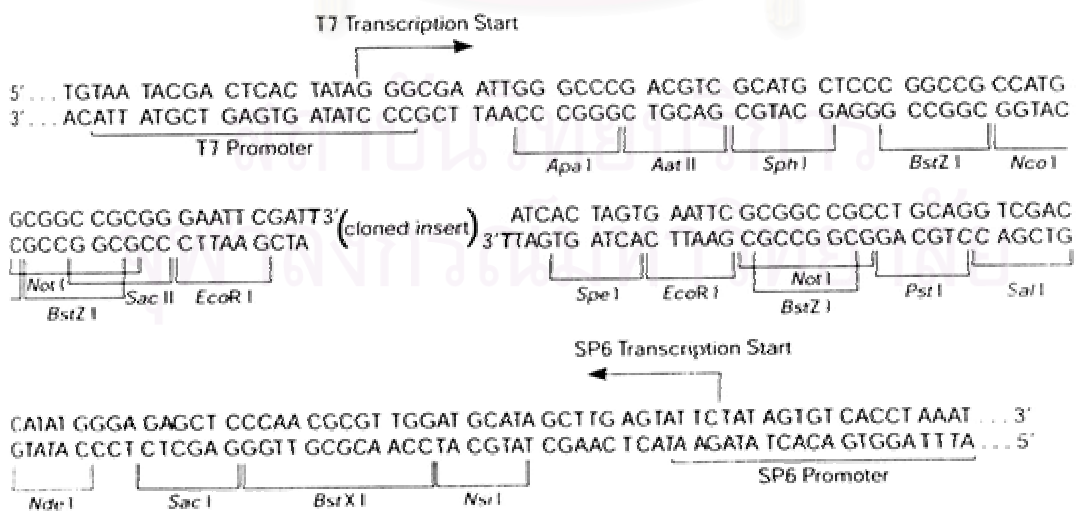 T7 Transcription Start
5′ ... TGTAA TACGA CTCAC TATAG GGCGA ATTGG GCCCG ACGTC GCATG CTCCC GGCCG CCATG
3′ ... ACATT ATGCT GAGTG ATATC CCGCT TAACC CGGGC TGCAG CGTAC GAGGG CCGGC GGTAC
T7 Promoter
Apa I Aat II Sph I BstZ I Nco I
GCGGC CGCGG GAATT CGATT3′ (cloned insert) ATCAC TAGTG AATTC GCGGC CGCCT GCAGG TCGAC
CGCCG GCGCC CTTAA GCTA 3′TTAGTG ATCAC TTAAG CGCCG GCGGA CGTCC AGCTG
Not I Sac II EcoR I Spe I EcoR I Not I Pst I Sal I
BstZ I BstZ I
SP6 Transcription Start
CATAT GGGA GAGCT CCCAA CGCGT TGGAT GCATA GCTTG AGTAT TCTAT AGTGT CACCT AAAT ... 3′
GTATA CCCT CTCGA GGGTT GCGCA ACCTA CGTAT CGAAC TCATA AGATA TCACA GTGGA TTTA ... 5′
SP6 Promoter
Nde I Sac I BstX I Nsi I